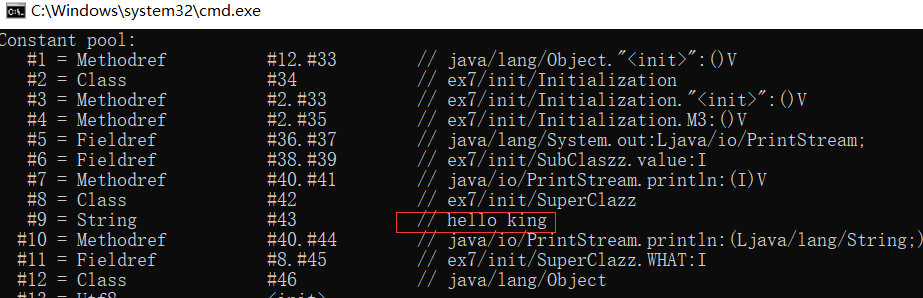 C:\Windows\system32\cmd.exe
Constant pool:
#1 = Methodref #12.#33 // java/lang/Object."<init>":()V
#2 = Class #34 // ex7/init/Initialization
#3 = Methodref #2.#33 // ex7/init/Initialization."<init>":()V
#4 = Methodref #2.#35 // ex7/init/Initialization.M3:()V
#5 = Fieldref #36.#37 // java/lang/System.out:Ljava/io/PrintStream;
#6 = Fieldref #38.#39 // ex7/init/SubClaszz.value:I
#7 = Methodref #40.#41 // java/io/PrintStream.println:(I)V
#8 = Class #42 // ex7/init/SuperClazz
#9 = String #43 // hello king
#10 = Methodref #40.#44 // java/io/PrintStream.println:(Ljava/lang/String;)
#11 = Fieldref #8.#45 // ex7/init/SuperClazz.WHAT:I
#12 = Class #46 // java/lang/Object
#13 = Utf8 <init>